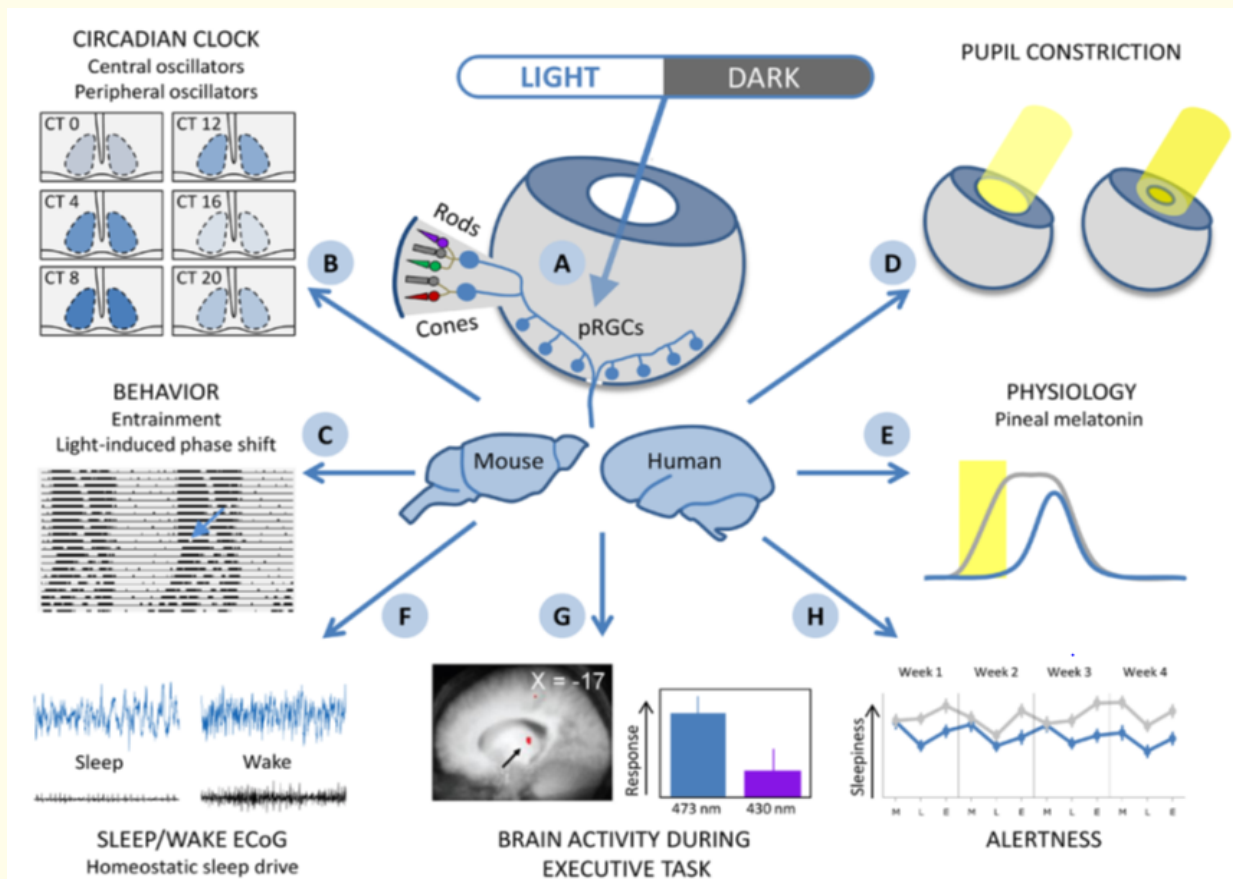 CIRCADIAN CLOCK
Central oscillators
Peripheral oscillators
CT 0
CT 12
CT 4
CT 16
CT 8
CT 20
LIGHT
DARK
PUPIL CONSTRICTION
Rods
Cones
pRGCs
A
B
D
BEHAVIOR
Entrainment
Light-induced phase shift
C
Mouse
Human
E
PHYSIOLOGY
Pineal melatonin
F
G
H
Sleep
Wake
SLEEP/WAKE ECoG
Homeostatic sleep drive
X = -17
Response
473 nm
430 nm
BRAIN ACTIVITY DURING
EXECUTIVE TASK
Week 1
Week 2
Week 3
Week 4
Sleepiness
M L E M L E M L E M L E
ALERTNESS